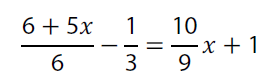 (6 + 5x)/6 − 1/3 = 10/9 x + 1